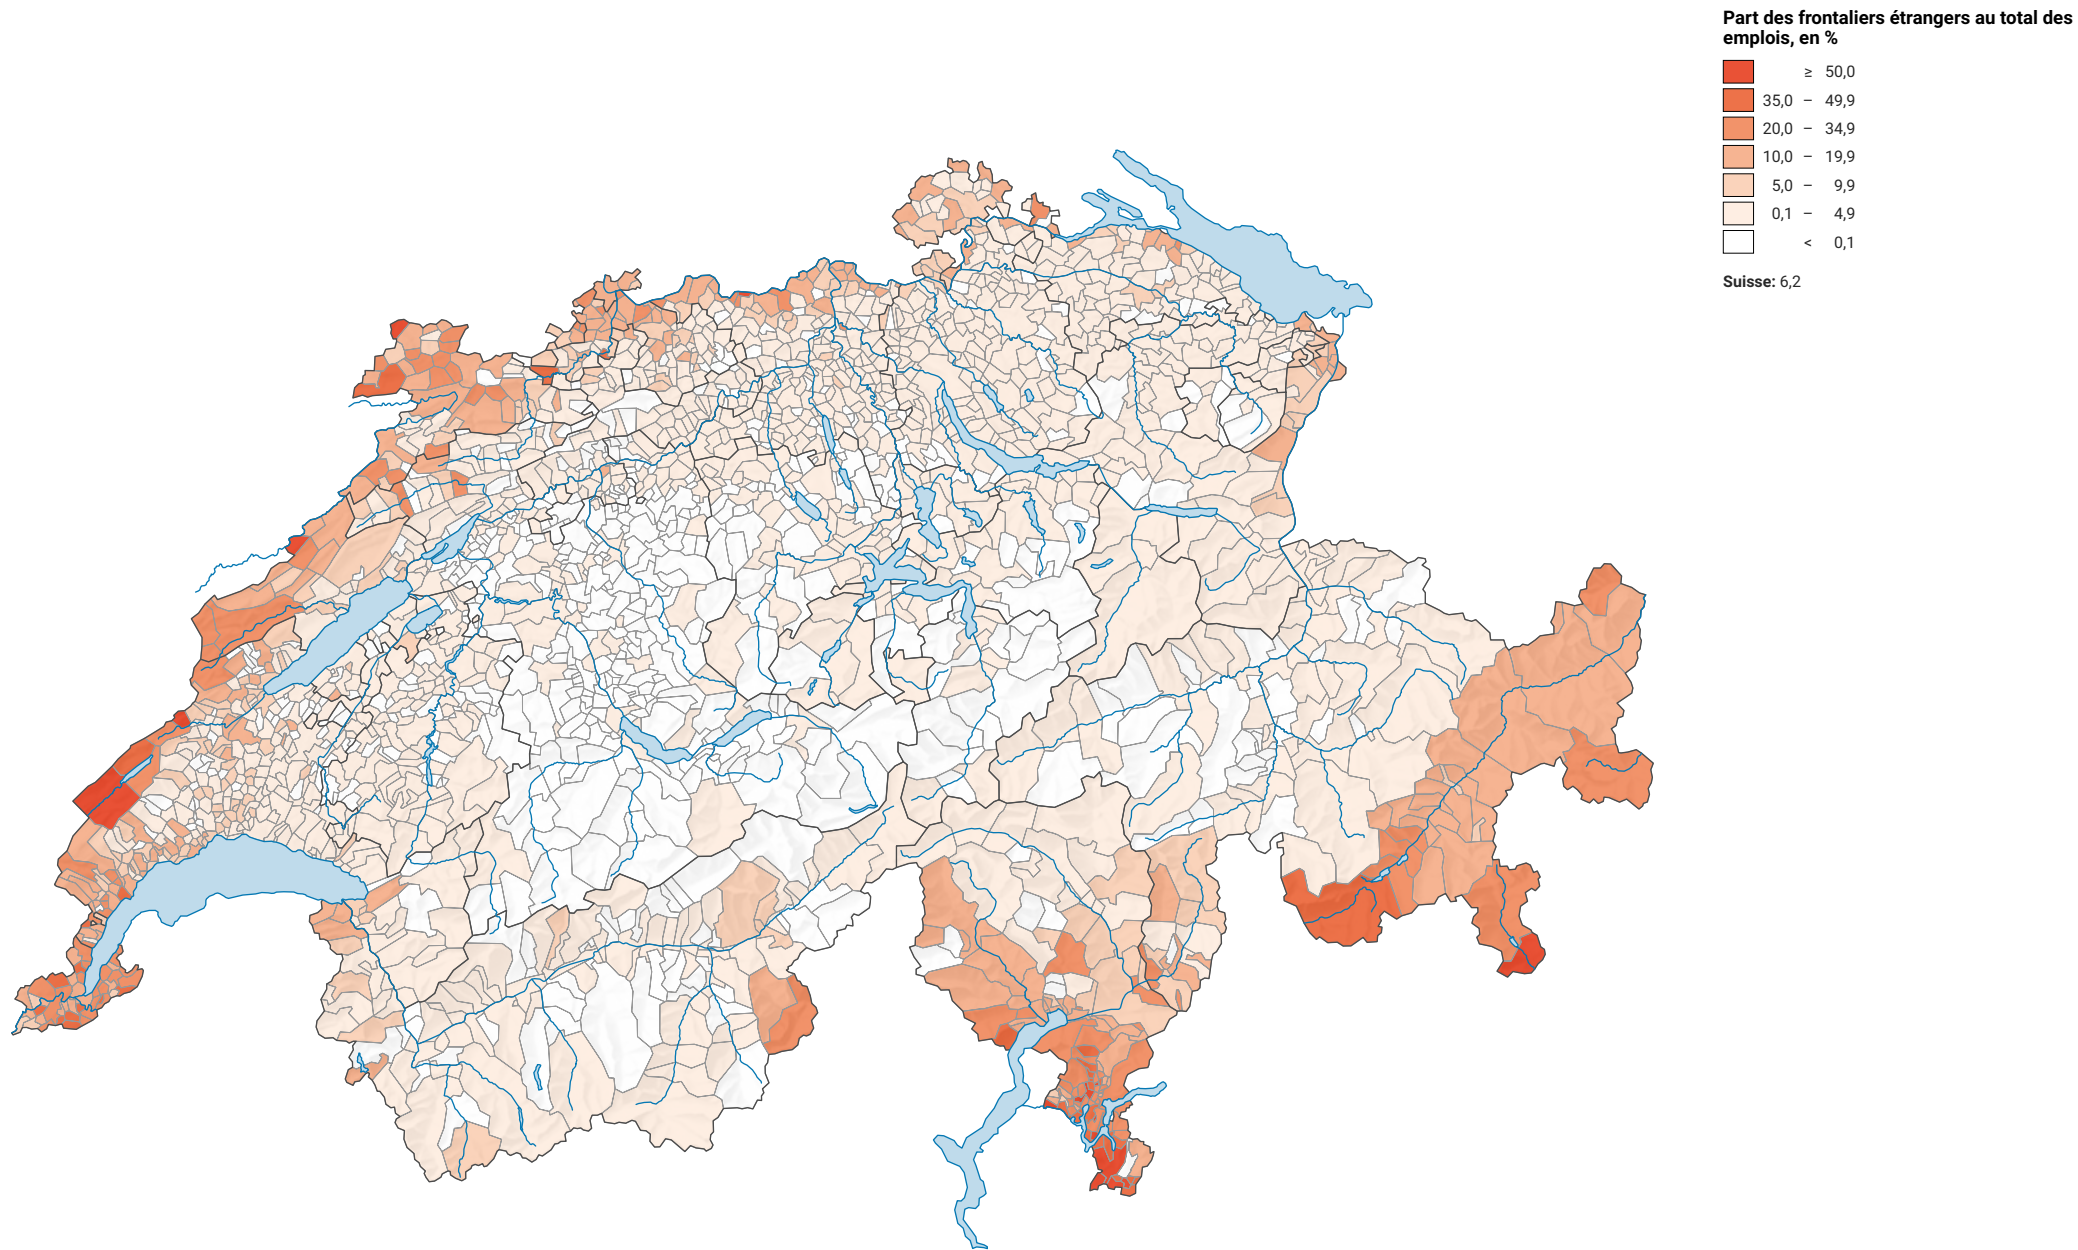 Part des frontaliers étrangers au total des
emplois, en %
≥ 50,0
35,0 – 49,9
20,0 – 34,9
10,0 – 19,9
5,0 – 9,9
0,1 – 4,9
< 0,1
Suisse: 6,2